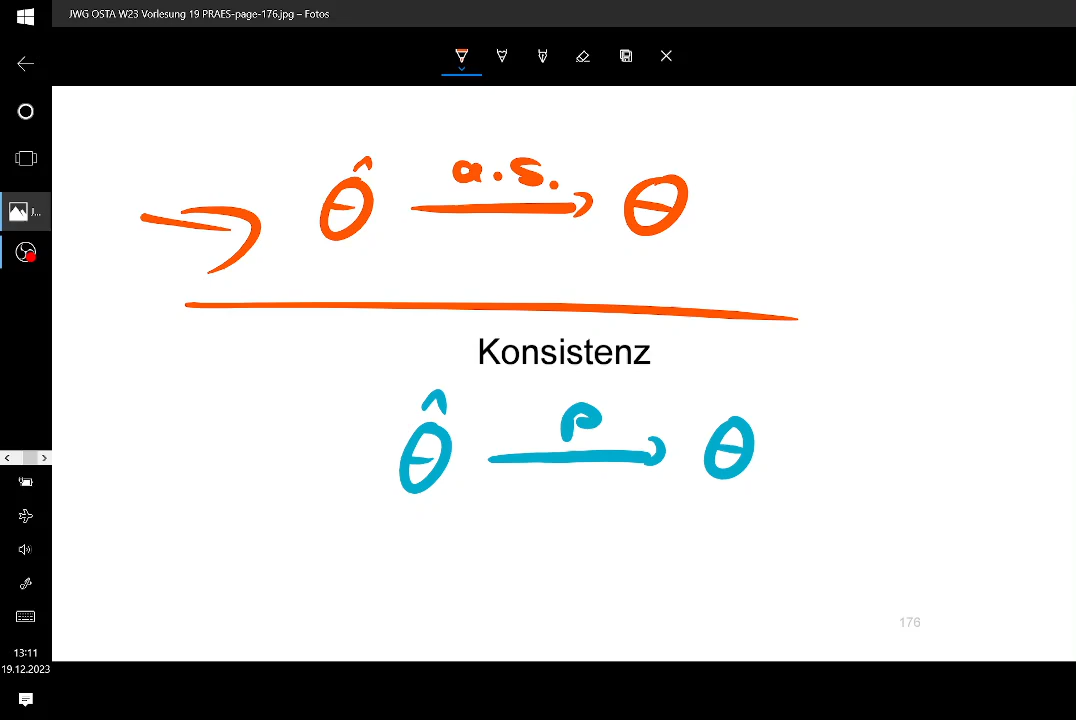 JWG OSTA W23 Vorlesung 19 PRAES-page-176.jpg – Fotos
J...
θ̂ a.s. → θ
Konsistenz
θ̂ p → θ
176
13:11
19.12.2023